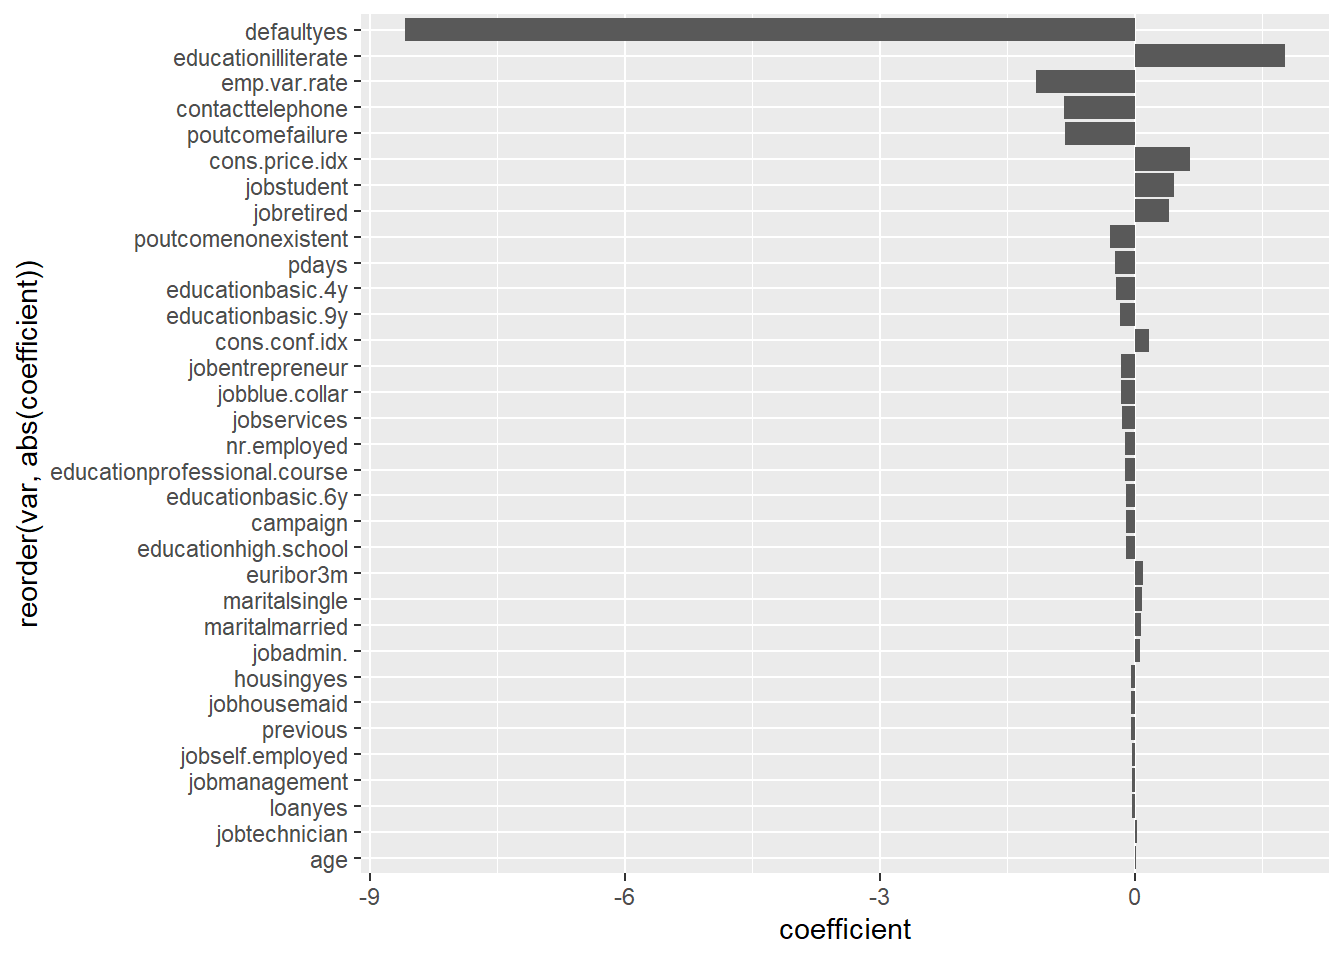 defaultyes
educationilliterate
emp.var.rate
contacttelephone
poutcomefailure
cons.price.idx
jobstudent
jobretired
poutcomenonexistent
pdays
educationbasic.4y
educationbasic.9y
cons.conf.idx
jobentrepreneur
jobblue.collar
jobservices
nr.employed
educationprofessional.course
educationbasic.6y
campaign
educationhigh.school
euribor3m
maritalsingle
maritalmarried
jobadmin.
housingyes
jobhousemaid
previous
jobself.employed
jobmanagement
loanyes
jobtechnician
age
reorder(var, abs(coefficient))
-9 -6 -3 0
coefficient